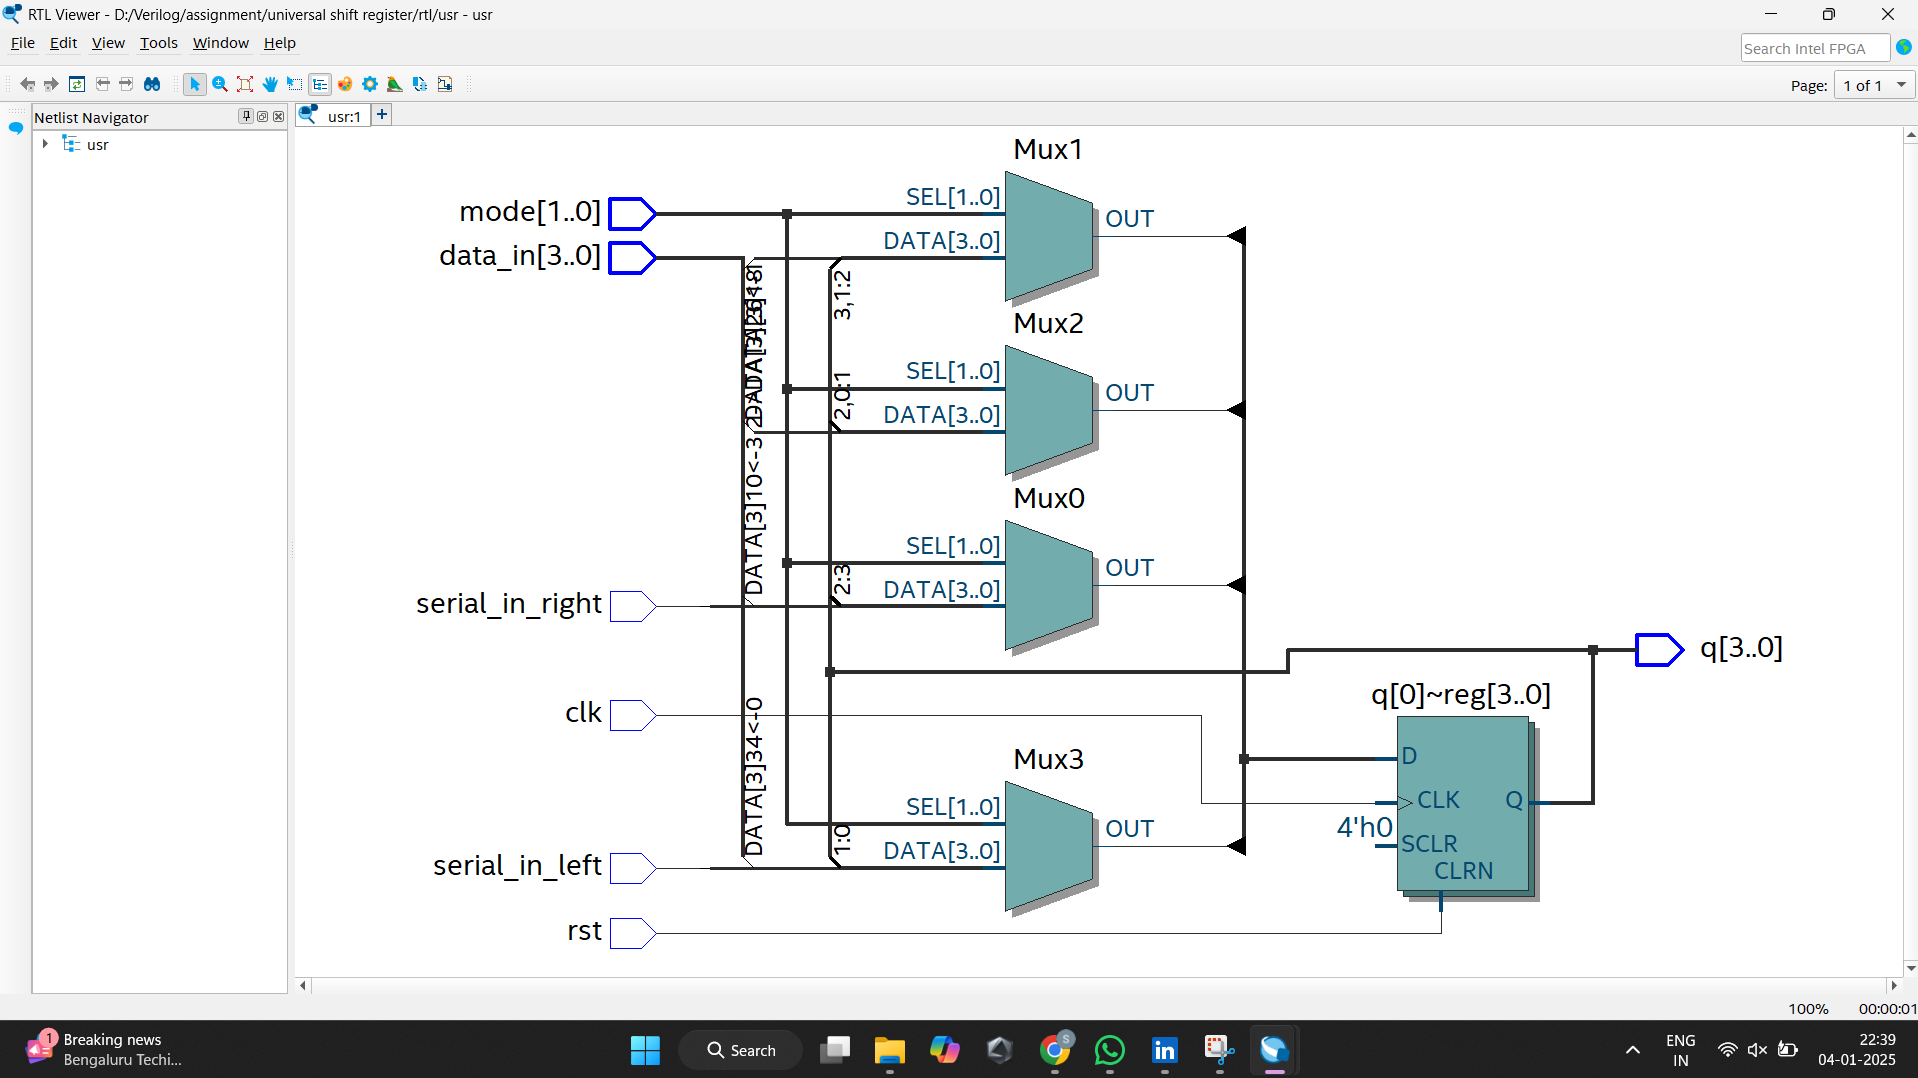 RTL Viewer - D:/Verilog/assignment/universal shift register/rtl/usr - usr
File Edit View Tools Window Help
Search Intel FPGA
Page: 1 of 1
Netlist Navigator
usr
usr:1
+
Mux1
mode[1..0]
SEL[1..0]
OUT
data_in[3..0]
DATA[3..0]
3,1:2
Mux2
SEL[1..0]
OUT
DATA[3..0]
2,0:1
DATA[3]10<-3
Mux0
SEL[1..0]
OUT
DATA[3..0]
2:3
serial_in_right
q[3..0]
q[0]~reg[3..0]
clk
DATA[3]34<-0
D
CLK
Q
4'h0
SCLR
CLRN
Mux3
SEL[1..0]
OUT
DATA[3..0]
1:0
serial_in_left
rst
100% 00:00:01
1
Breaking news
Bengaluru Techi...
Search
S
in
ENG
IN
22:39
04-01-2025